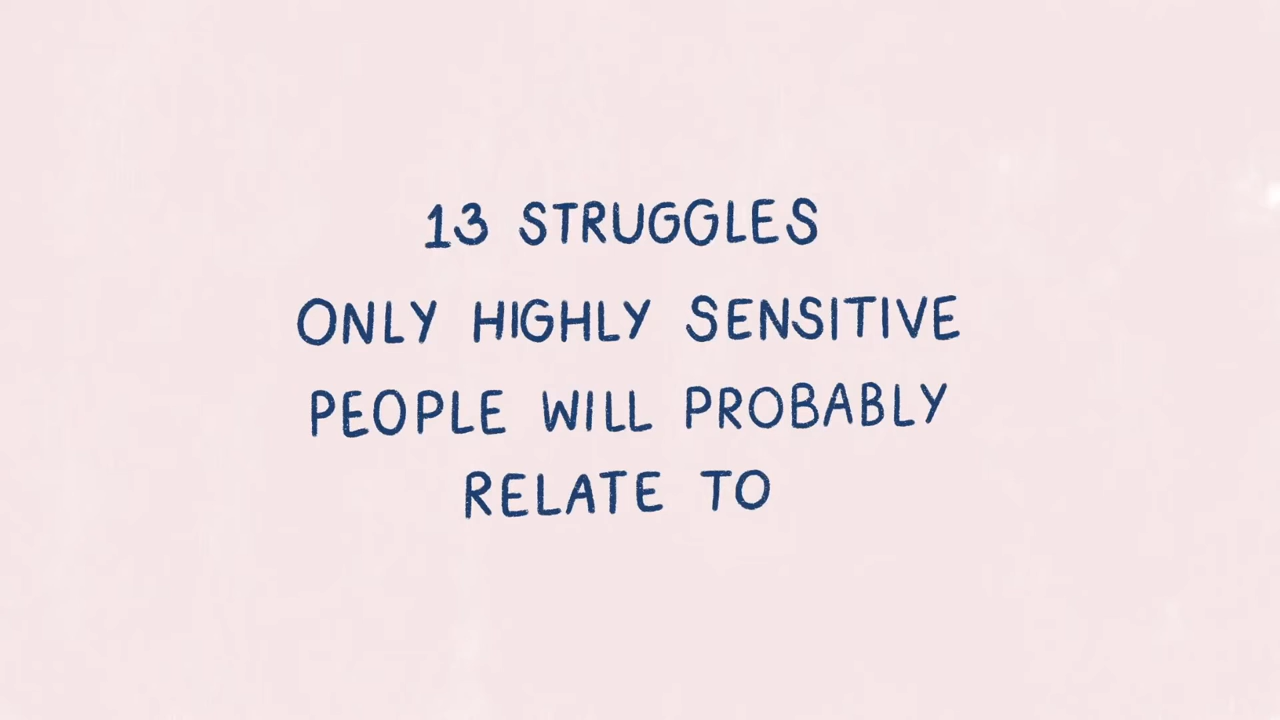 13 STRUGGLES
ONLY HIGHLY SENSITIVE
PEOPLE WILL PROBABLY
RELATE TO